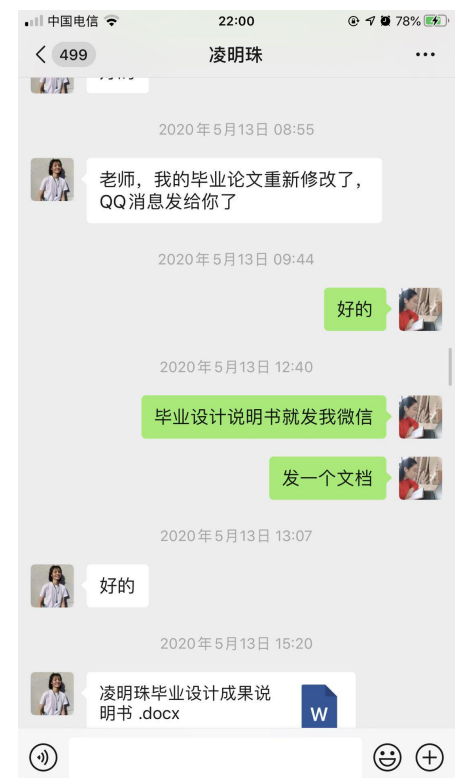 中国电信
22:00
78%
499
凌明珠
2020年5月13日 08:55
老师，我的毕业论文重新修改了，
QQ消息发给你了
2020年5月13日 09:44
好的
2020年5月13日 12:40
毕业设计说明书就发我微信
发一个文档
2020年5月13日 13:07
好的
2020年5月13日 15:20
凌明珠毕业设计成果说
明书 .docx
W